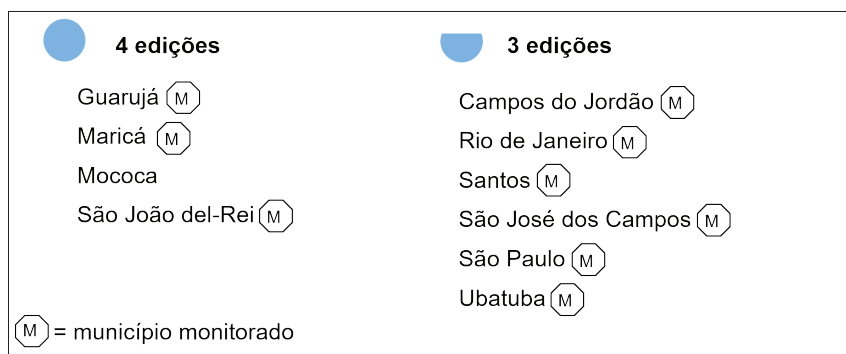 4 edições
Guarujá M
Maricá M
Mococa
São João del-Rei M
3 edições
Campos do Jordão M
Rio de Janeiro M
Santos M
São José dos Campos M
São Paulo M
Ubatuba M
M = município monitorado